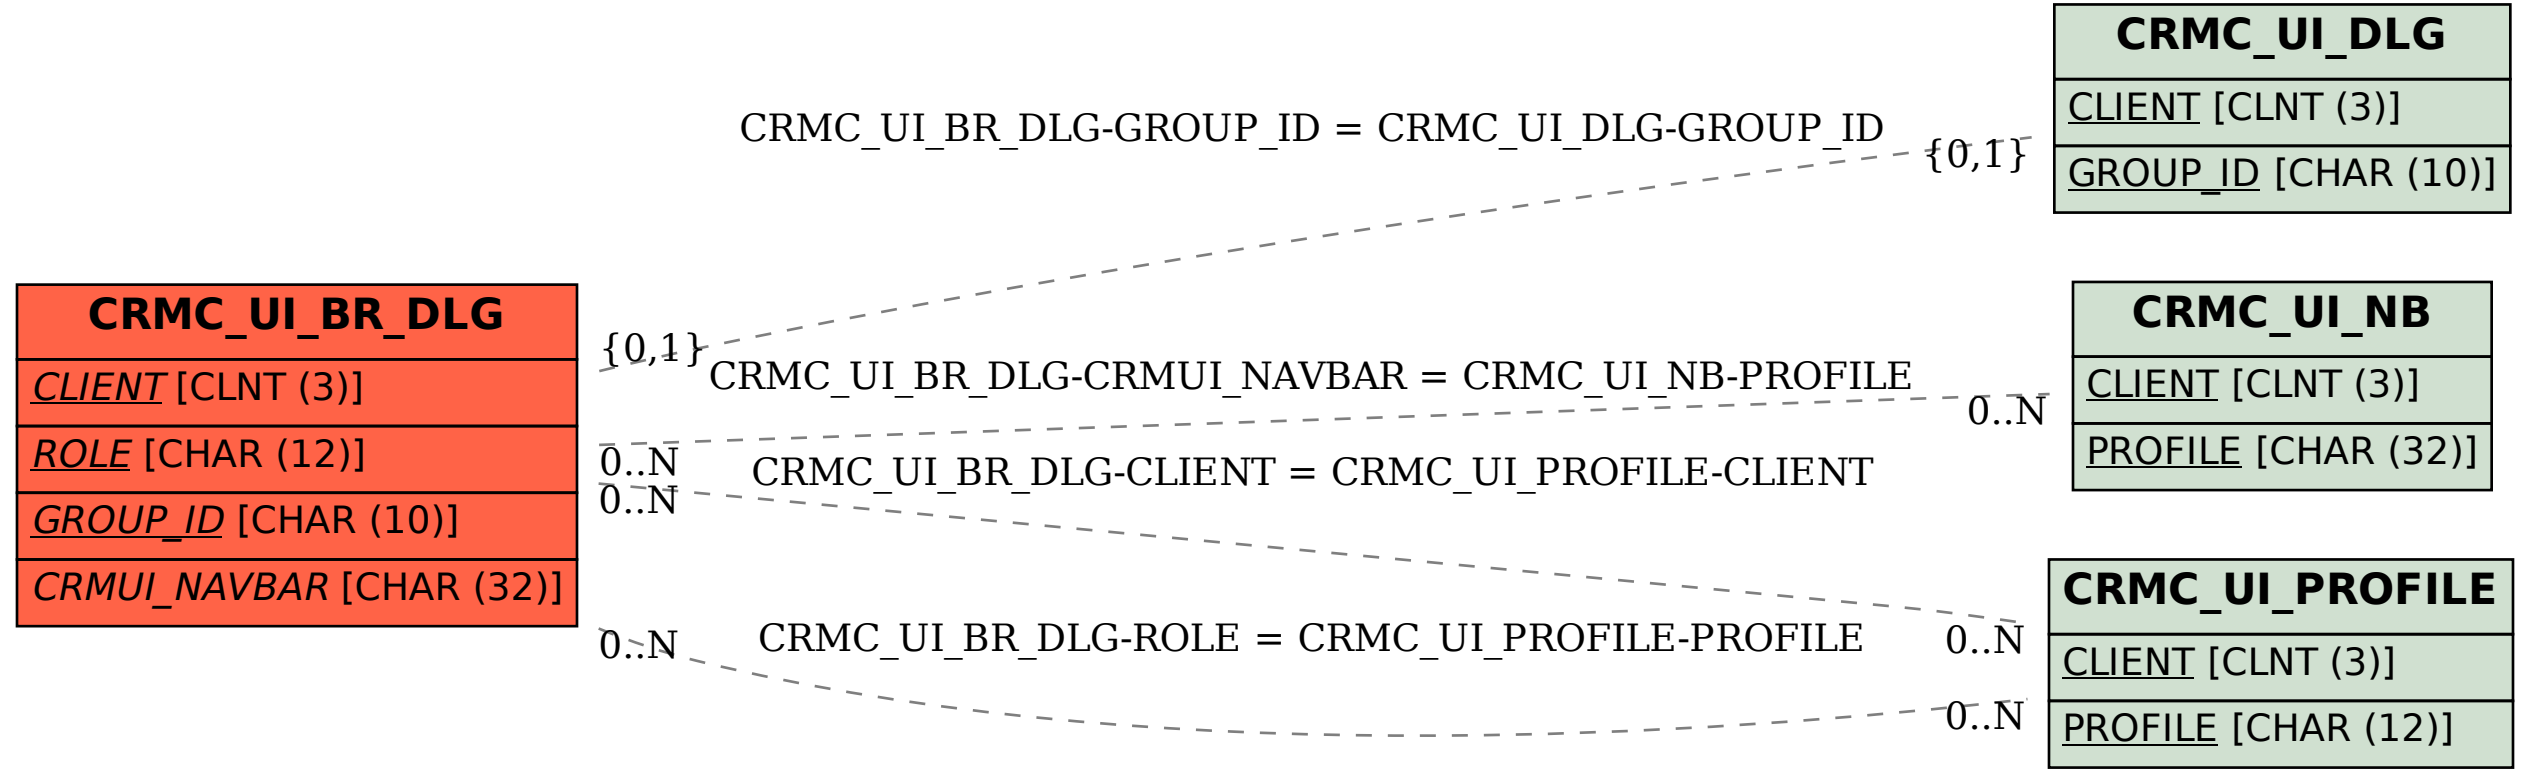 CRMC_UI_DLG
CLIENT [CLNT (3)]
GROUP_ID [CHAR (10)]
CRMC_UI_BR_DLG-GROUP_ID = CRMC_UI_DLG-GROUP_ID
{0,1}
{0,1}
CRMC_UI_BR_DLG
CLIENT [CLNT (3)]
ROLE [CHAR (12)]
GROUP_ID [CHAR (10)]
CRMUI_NAVBAR [CHAR (32)]
CRMC_UI_BR_DLG-CRMUI_NAVBAR = CRMC_UI_NB-PROFILE
0..N
0..N
CRMC_UI_NB
CLIENT [CLNT (3)]
PROFILE [CHAR (32)]
CRMC_UI_BR_DLG-CLIENT = CRMC_UI_PROFILE-CLIENT
0..N
0..N
CRMC_UI_BR_DLG-ROLE = CRMC_UI_PROFILE-PROFILE
0..N
0..N
CRMC_UI_PROFILE
CLIENT [CLNT (3)]
PROFILE [CHAR (12)]